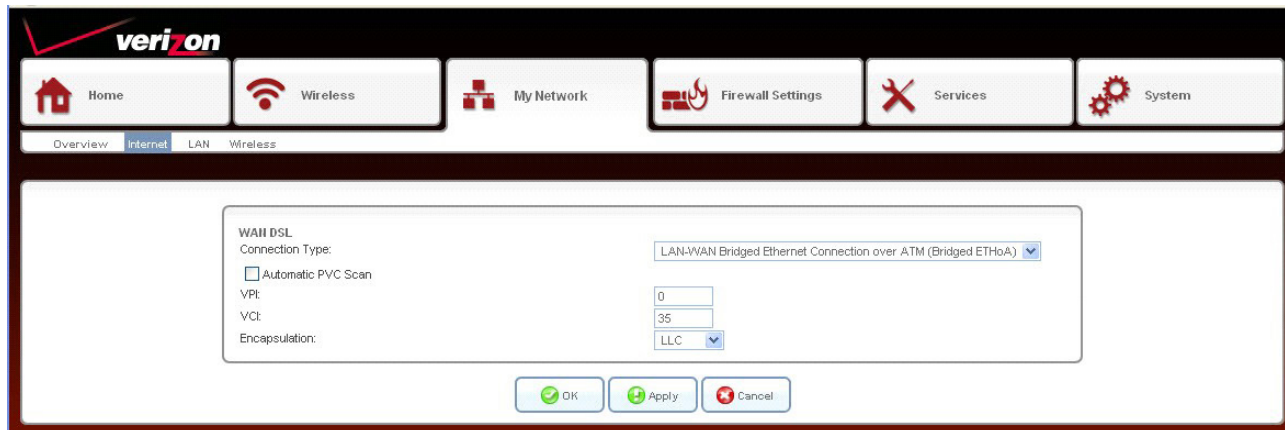 verizon
Home Wireless My Network Firewall Settings Services System
Overview Internet LAN Wireless
WAN DSL
Connection Type: LAN-WAN Bridged Ethernet Connection over ATM (Bridged ETHoA)
Automatic PVC Scan
VPI: 0
VCI: 35
Encapsulation: LLC
OK Apply Cancel